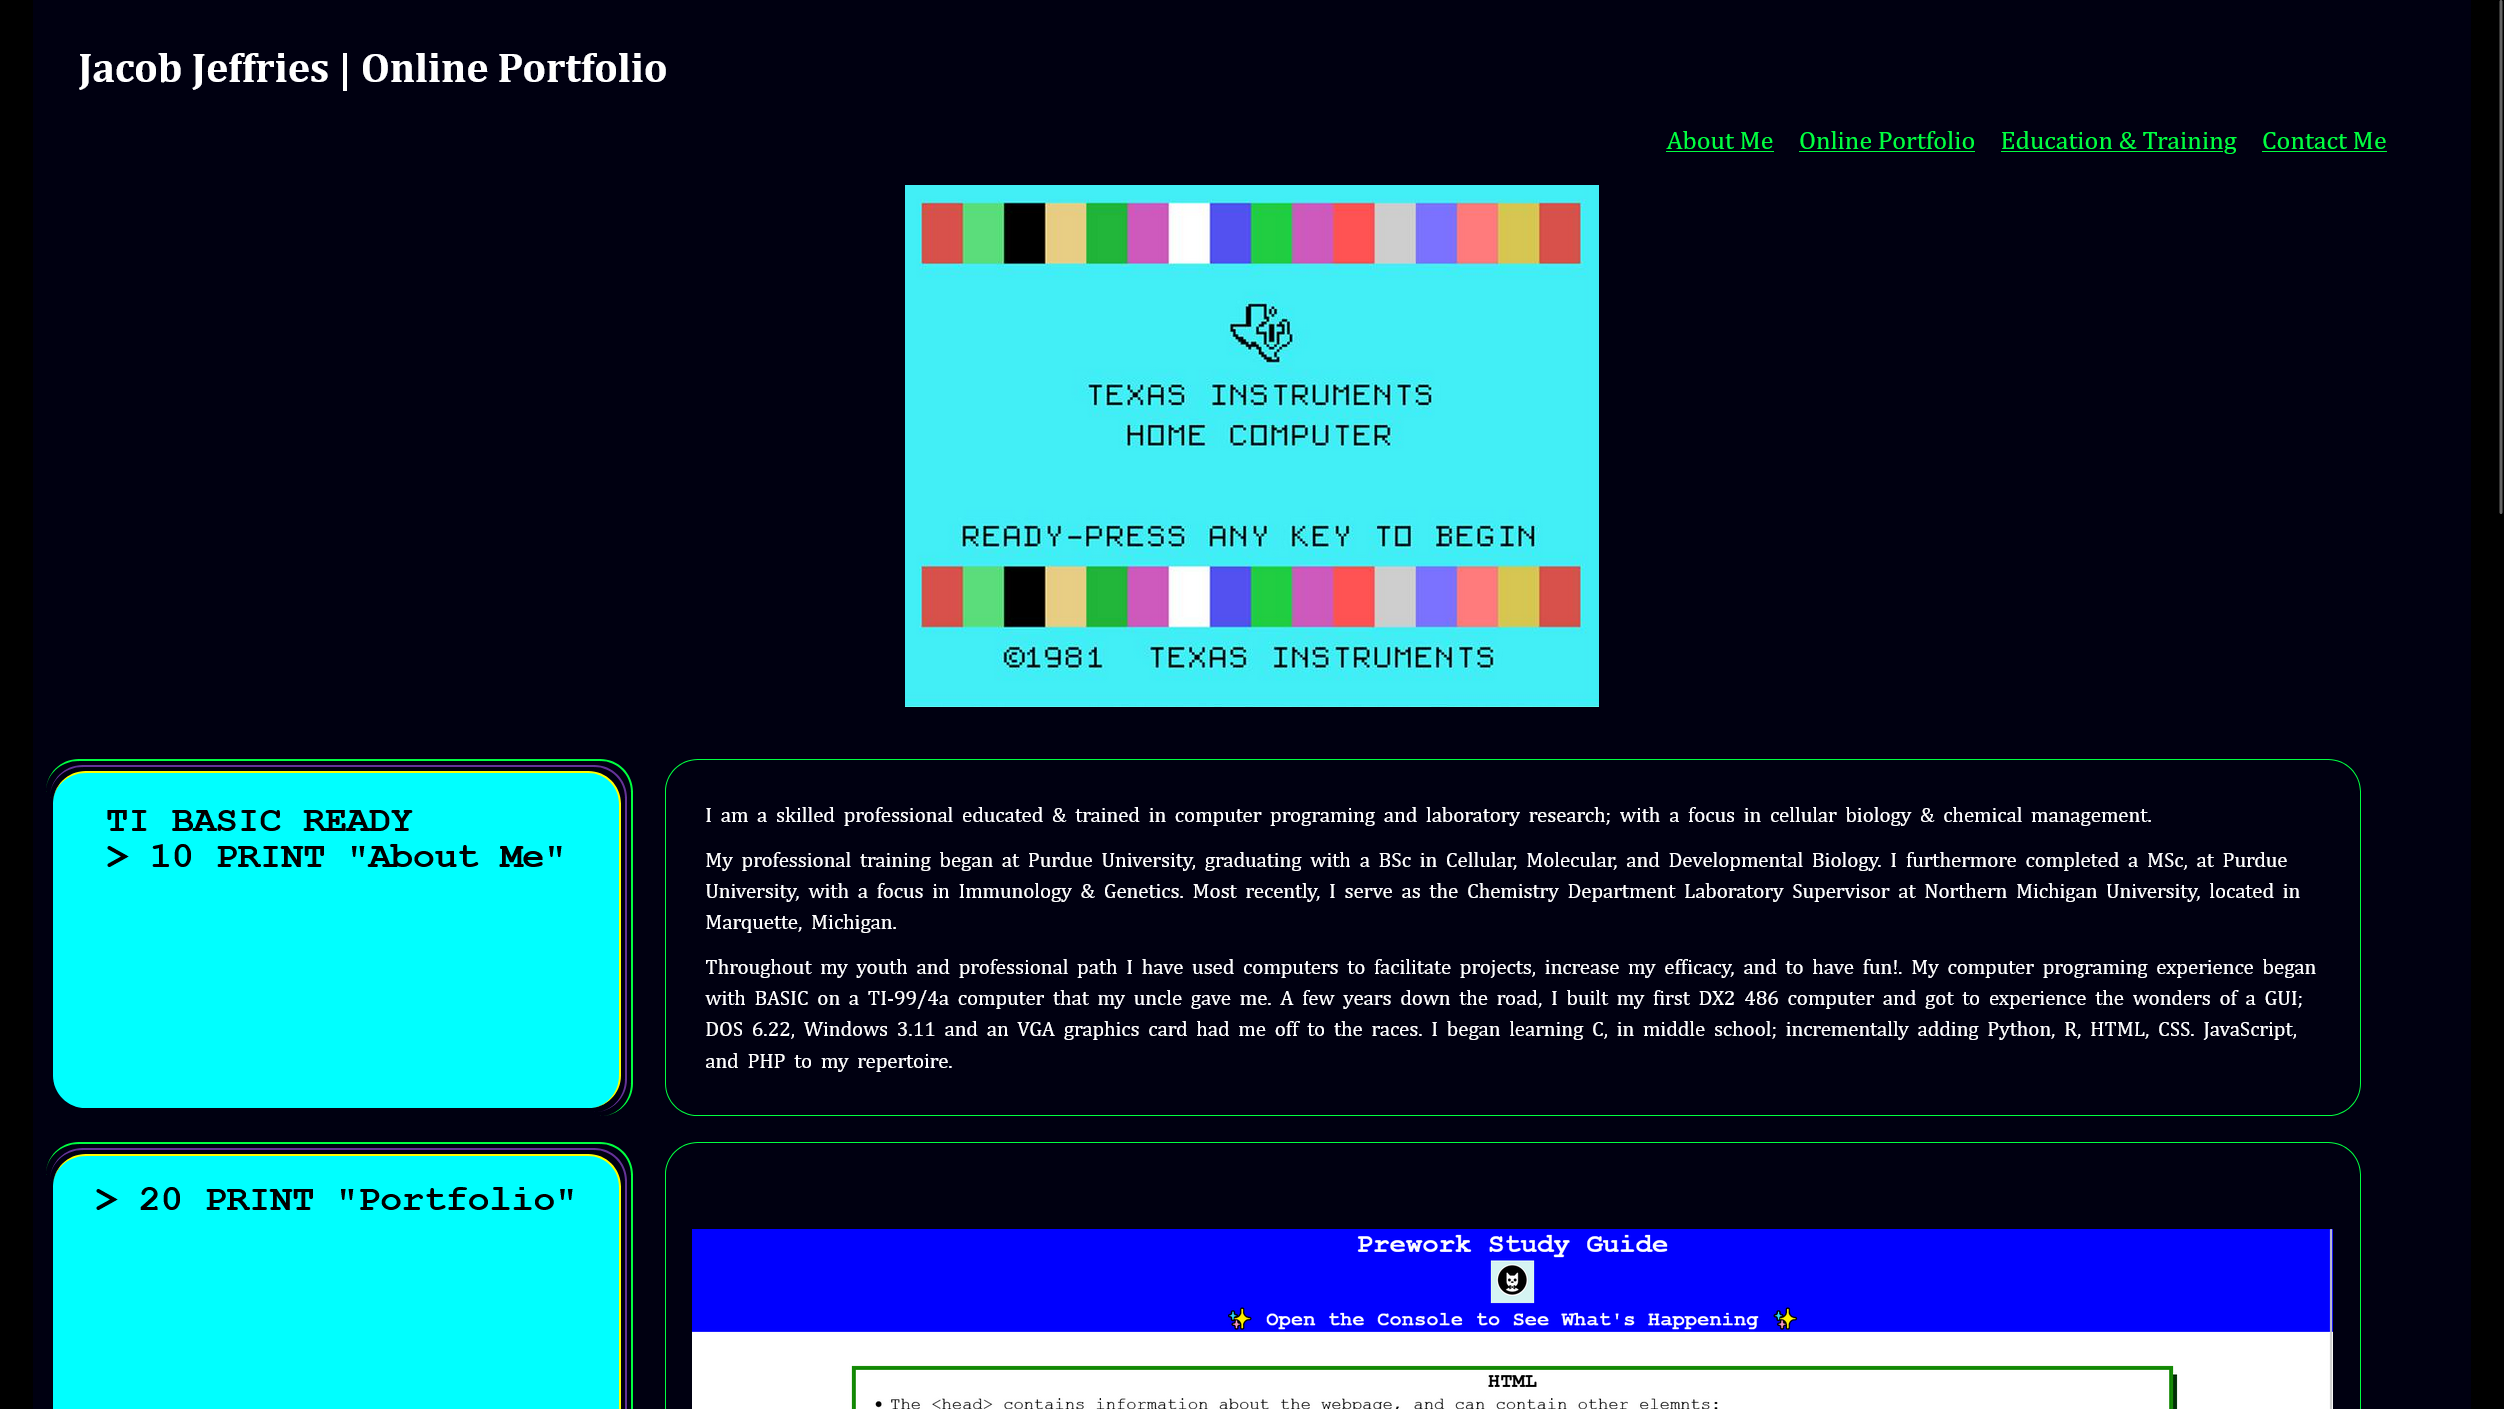 Jacob Jeffries | Online Portfolio
About Me Online Portfolio Education & Training Contact Me
TEXAS INSTRUMENTS
HOME COMPUTER
READY-PRESS ANY KEY TO BEGIN
©1981 TEXAS INSTRUMENTS
TI BASIC READY
> 10 PRINT "About Me"
I am a skilled professional educated & trained in computer programing and laboratory research; with a focus in cellular biology & chemical management.
My professional training began at Purdue University, graduating with a BSc in Cellular, Molecular, and Developmental Biology. I furthermore completed a MSc, at Purdue
University, with a focus in Immunology & Genetics. Most recently, I serve as the Chemistry Department Laboratory Supervisor at Northern Michigan University, located in
Marquette, Michigan.
Throughout my youth and professional path I have used computers to facilitate projects, increase my efficacy, and to have fun!. My computer programing experience began
with BASIC on a TI-99/4a computer that my uncle gave me. A few years down the road, I built my first DX2 486 computer and got to experience the wonders of a GUI;
DOS 6.22, Windows 3.11 and an VGA graphics card had me off to the races. I began learning C, in middle school; incrementally adding Python, R, HTML, CSS. JavaScript,
and PHP to my repertoire.
> 20 PRINT "Portfolio"
Prework Study Guide
✨ Open the Console to See What's Happening ✨
HTML
• The <head> contains information about the webpage, and can contain other elemnts: